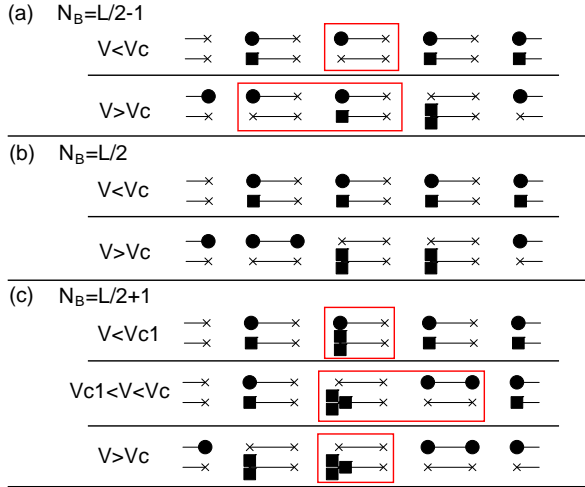 (a) N_B=L/2-1
V<Vc
V>Vc
(b) N_B=L/2
V<Vc
V>Vc
(c) N_B=L/2+1
V<Vc1
Vc1<V<Vc
V>Vc